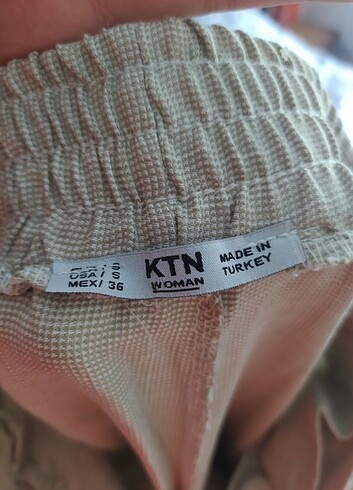 USA / S
MEX / 36
KTN
WOMAN
MADE IN
TURKEY